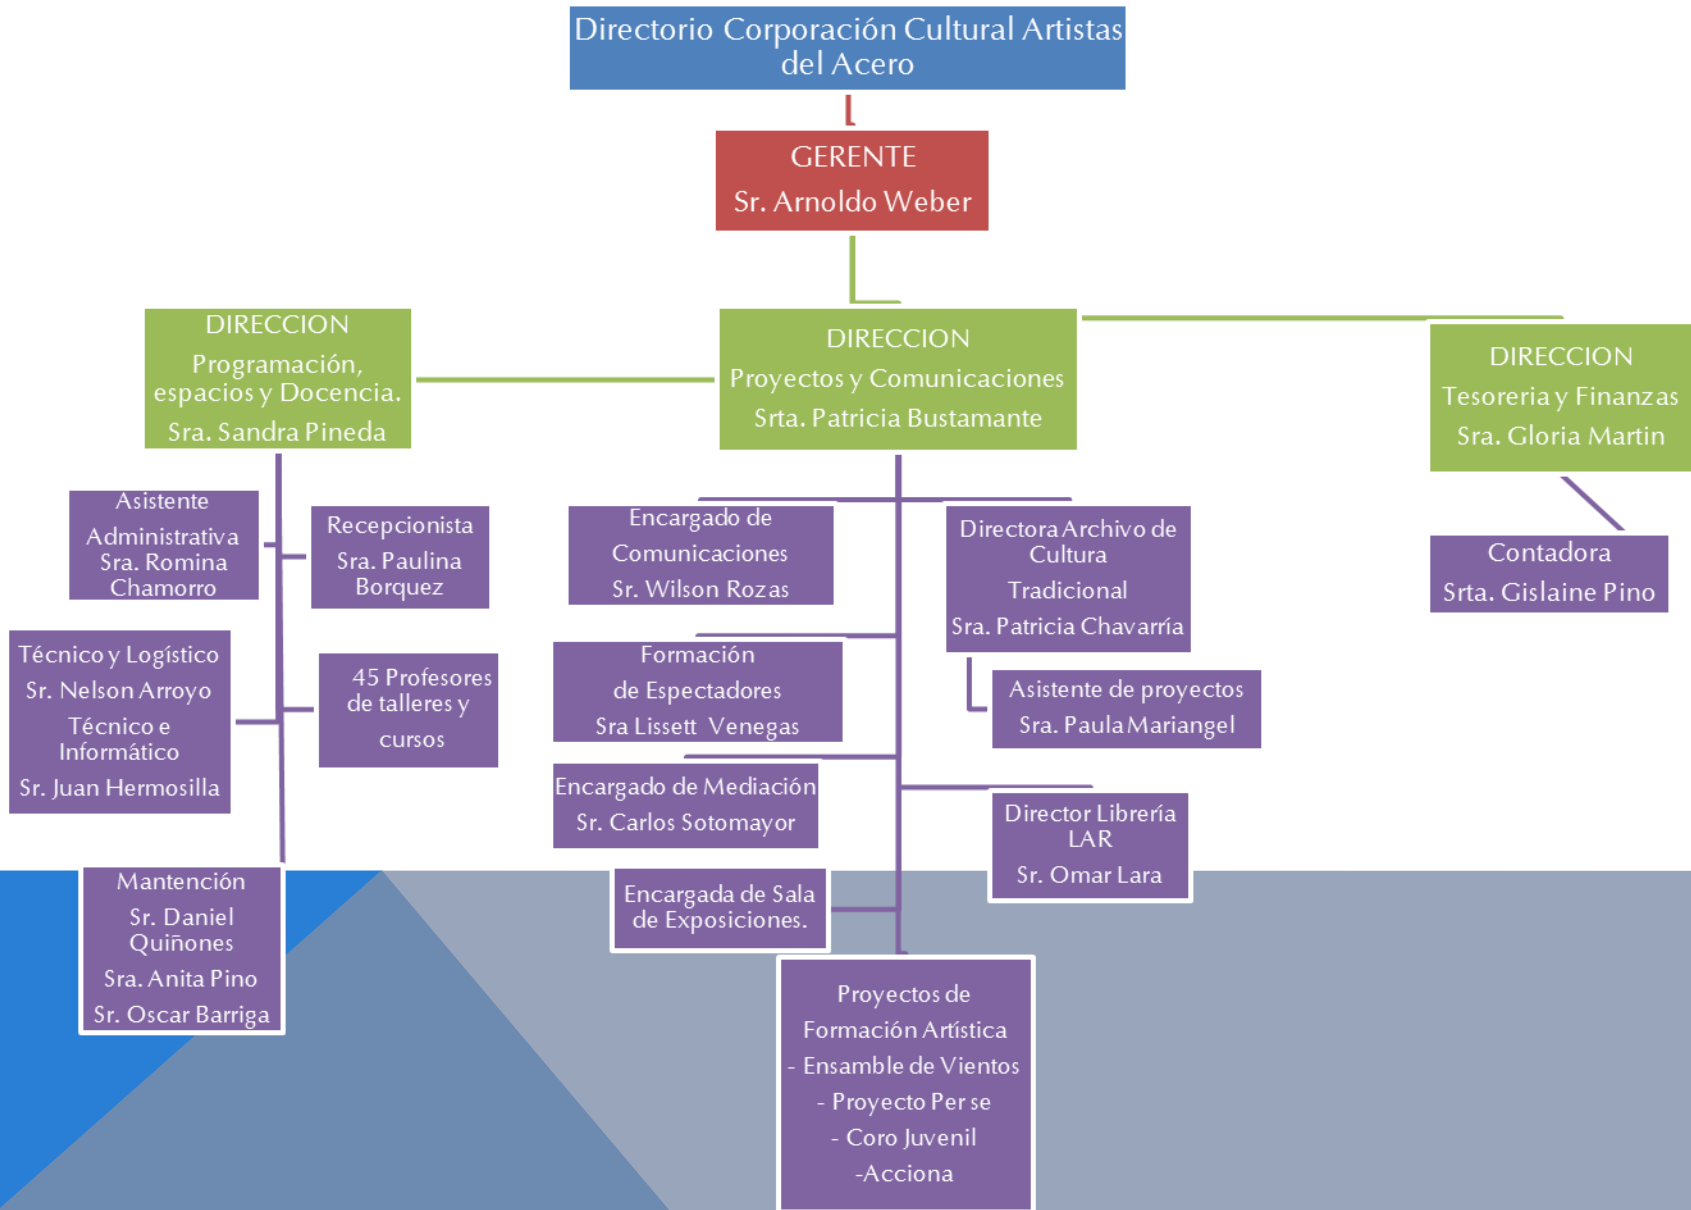 Directorio Corporación Cultural Artistas
del Acero
GERENTE
Sr. Arnoldo Weber
DIRECCION
Programación,
espacios y Docencia.
Sra. Sandra Pineda
DIRECCION
Proyectos y Comunicaciones
Srta. Patricia Bustamante
DIRECCION
Tesoreria y Finanzas
Sra. Gloria Martin
Asistente
Administrativa
Sra. Romina
Chamorro
Recepcionista
Sra. Paulina
Borquez
Técnico y Logístico
Sr. Nelson Arroyo
Técnico e
Informático
Sr. Juan Hermosilla
45 Profesores
de talleres y
cursos
Mantención
Sr. Daniel
Quiñones
Sra. Anita Pino
Sr. Oscar Barriga
Encargado de
Comunicaciones
Sr. Wilson Rozas
Directora Archivo de
Cultura
Tradicional
Sra. Patricia Chavarría
Formación
de Espectadores
Sra Lissett Venegas
Asistente de proyectos
Sra. Paula Mariangel
Encargado de Mediación
Sr. Carlos Sotomayor
Director Librería
LAR
Sr. Omar Lara
Encargada de Sala
de Exposiciones.
Proyectos de
Formación Artística
- Ensamble de Vientos
- Proyecto Per se
- Coro Juvenil
-Acciona
Contadora
Srta. Gislaine Pino